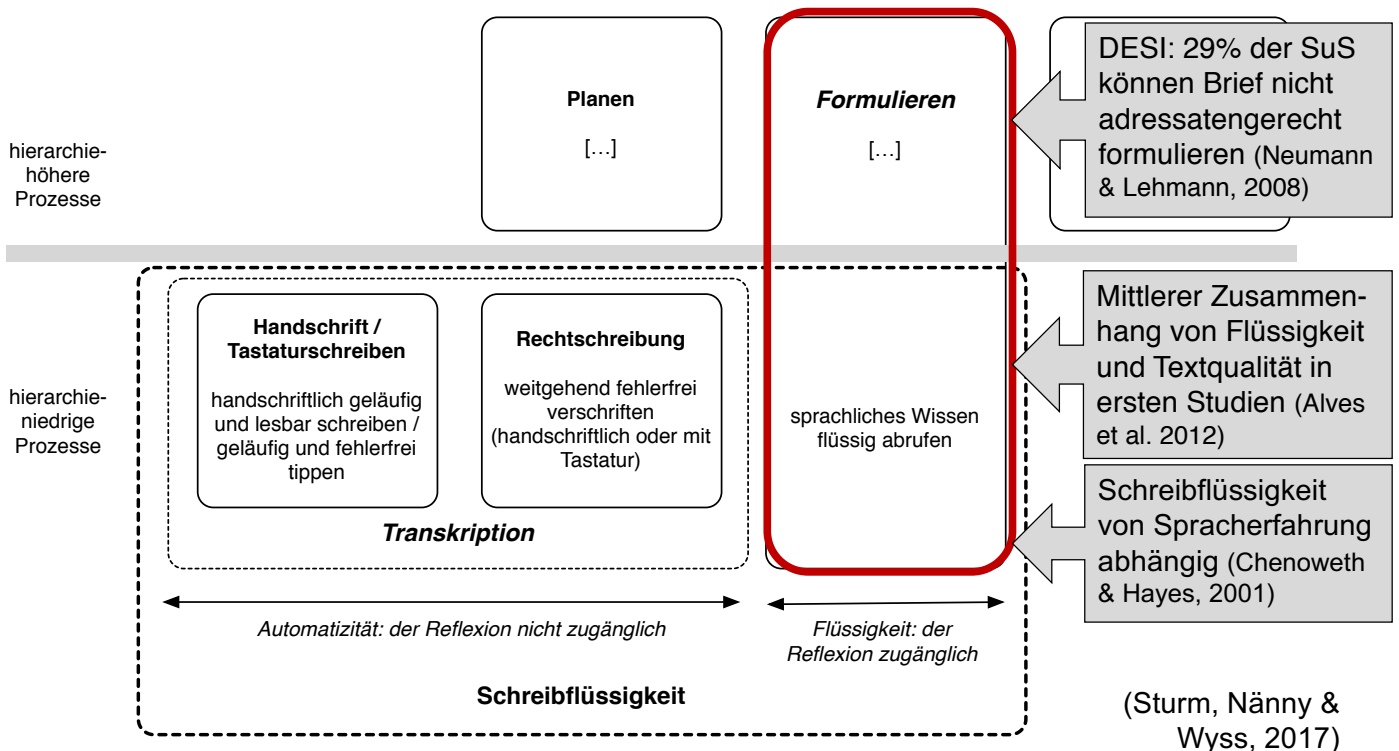 Planen
[…]
Formulieren
[…]
DESI: 29% der SuS
können Brief nicht
adressatengerecht
formulieren (Neumann
& Lehmann, 2008)
hierarchie-
höhere
Prozesse
hierarchie-
niedrige
Prozesse
Handschrift /
Tastaturschreiben
handschriftlich geläufig
und lesbar schreiben /
geläufig und fehlerfrei
tippen
Rechtschreibung
weitgehend fehlerfrei
verschriften
(handschriftlich oder mit
Tastatur)
Transkription
sprachliches Wissen
flüssig abrufen
Mittlerer Zusammen-
hang von Flüssigkeit
und Textqualität in
ersten Studien (Alves
et al. 2012)
Schreibflüssigkeit
von Spracherfahrung
abhängig (Chenoweth
& Hayes, 2001)
Automatizität: der Reflexion nicht zugänglich
Flüssigkeit: der
Reflexion zugänglich
Schreibflüssigkeit
(Sturm, Nänny &
Wyss, 2017)